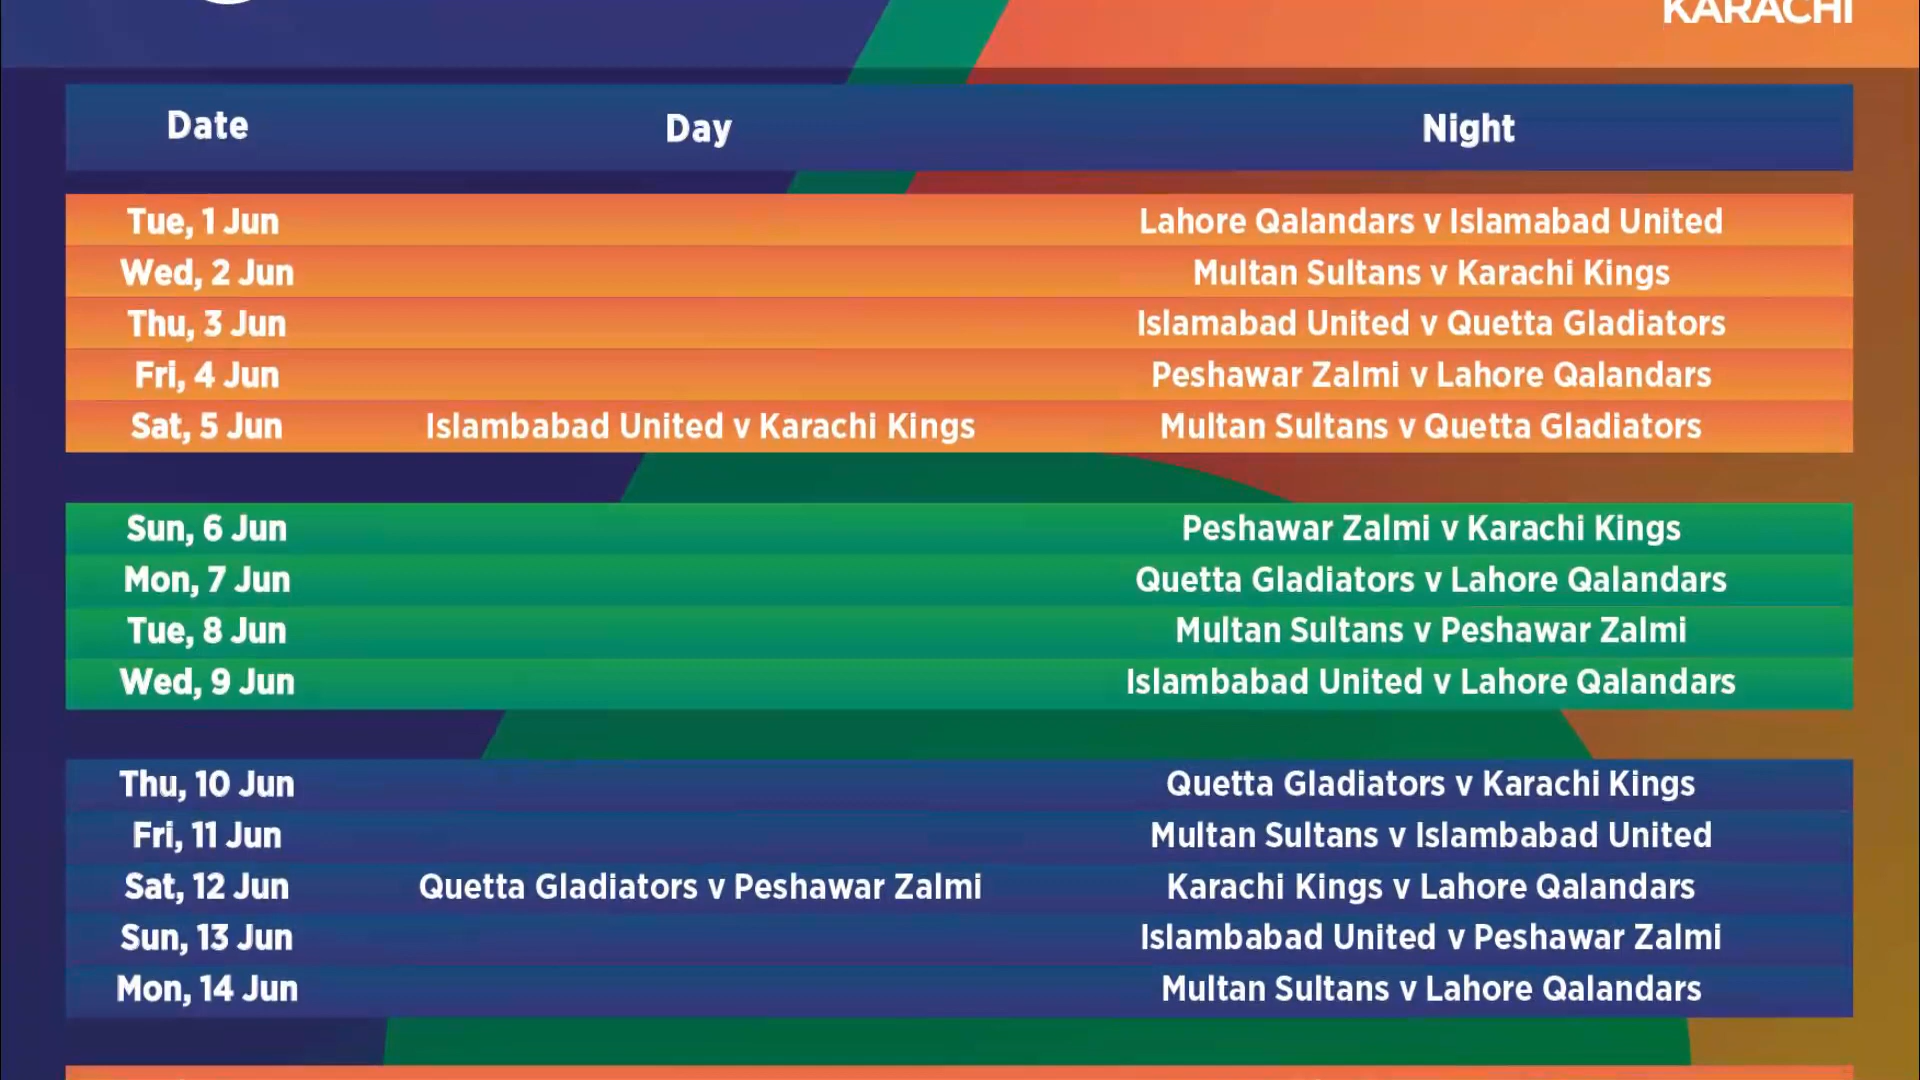 KARACHI
Date Day Night
Tue, 1 Jun Lahore Qalandars v Islamabad United
Wed, 2 Jun Multan Sultans v Karachi Kings
Thu, 3 Jun Islamabad United v Quetta Gladiators
Fri, 4 Jun Peshawar Zalmi v Lahore Qalandars
Sat, 5 Jun Islambabad United v Karachi Kings Multan Sultans v Quetta Gladiators
Sun, 6 Jun Peshawar Zalmi v Karachi Kings
Mon, 7 Jun Quetta Gladiators v Lahore Qalandars
Tue, 8 Jun Multan Sultans v Peshawar Zalmi
Wed, 9 Jun Islambabad United v Lahore Qalandars
Thu, 10 Jun Quetta Gladiators v Karachi Kings
Fri, 11 Jun Multan Sultans v Islambabad United
Sat, 12 Jun Quetta Gladiators v Peshawar Zalmi Karachi Kings v Lahore Qalandars
Sun, 13 Jun Islambabad United v Peshawar Zalmi
Mon, 14 Jun Multan Sultans v Lahore Qalandars